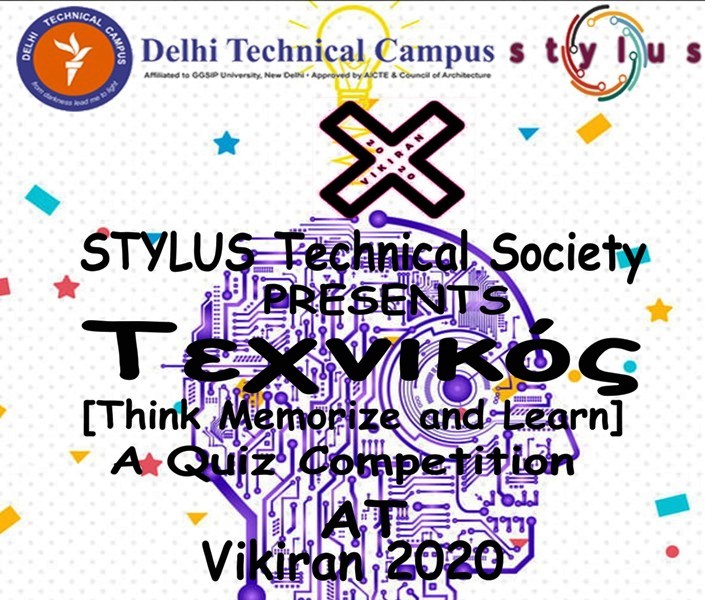 DELHI TECHNICAL CAMPUS
from darkness lead me to light
Delhi Technical Campus
Affiliated to GGSIP University, New Delhi • Approved by AICTE & Council of Architecture
stylus
20 20
VIKIRAN
STYLUS Technical Society
PRESENTS
Τεχνικός
[Think Memorize and Learn]
A Quiz Competition
AT
Vikiran 2020